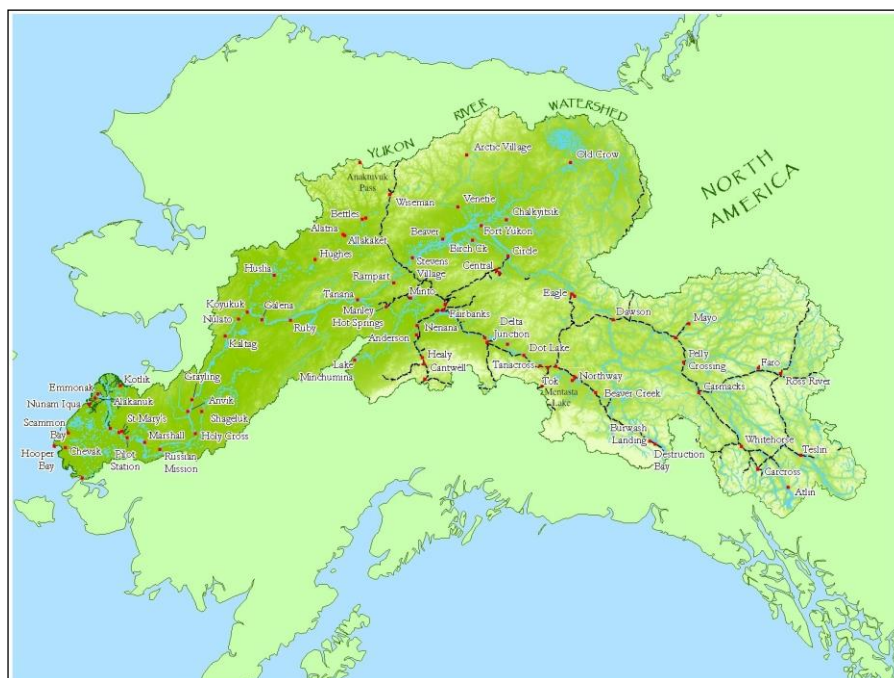 YUKON RIVER WATERSHED
NORTH
AMERICA
Arctic Village
Old Crow
Anaktuvuk
Pass
Wiseman
Venetie
Bettles
Chalkyitsik
Alatna
Allakaket
Beaver
Fort Yukon
Birch Ck
Hughes
Stevens
Village
Circle
Central
Huslia
Rampart
Eagle
Koyukuk
Galena
Tanana
Minto
Dawson
Mayo
Nulato
Ruby
Manley
Hot Springs
Fairbanks
Kaltag
Anderson
Nenana
Delta
Junction
Dot Lake
Pelly
Crossing
Faro
Lake
Minchumina
Healy
Cantwell
Tanacross
Northway
Ross River
Grayling
Tok
Mentasta
Lake
Beaver Creek
Carmacks
Emmonak
Kotlik
Nunam Iqua
Alakanuk
Anvik
Scammon
Bay
St Mary's
Shageluk
Burwash
Landing
Whitehorse
Teslin
Hooper
Bay
Chevak
Pilot
Station
Marshall
Russian
Mission
Holy Cross
Destruction
Bay
Carcross
Atlin